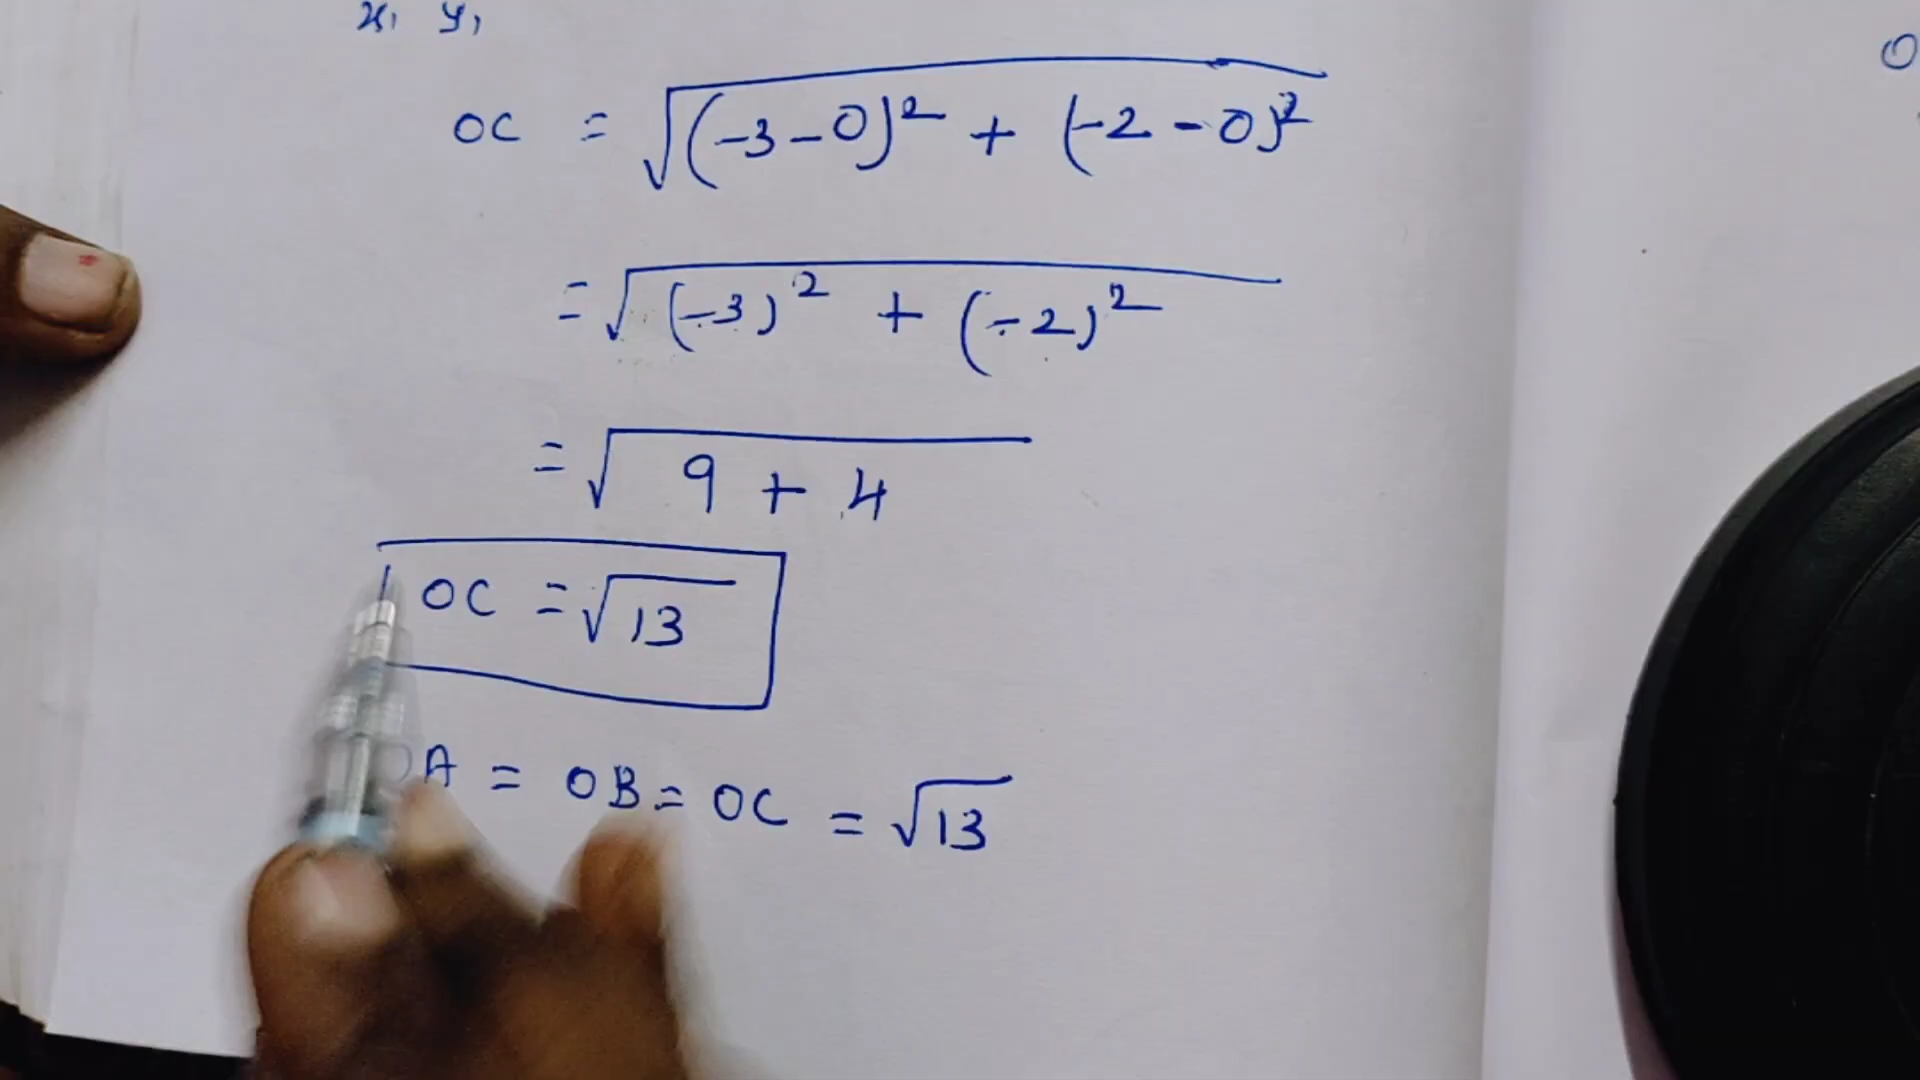 x₁ y₁
OC = √(-3-0)² + (-2-0)²
= √(-3)² + (-2)²
= √9 + 4
OC = √13
OA = OB = OC = √13